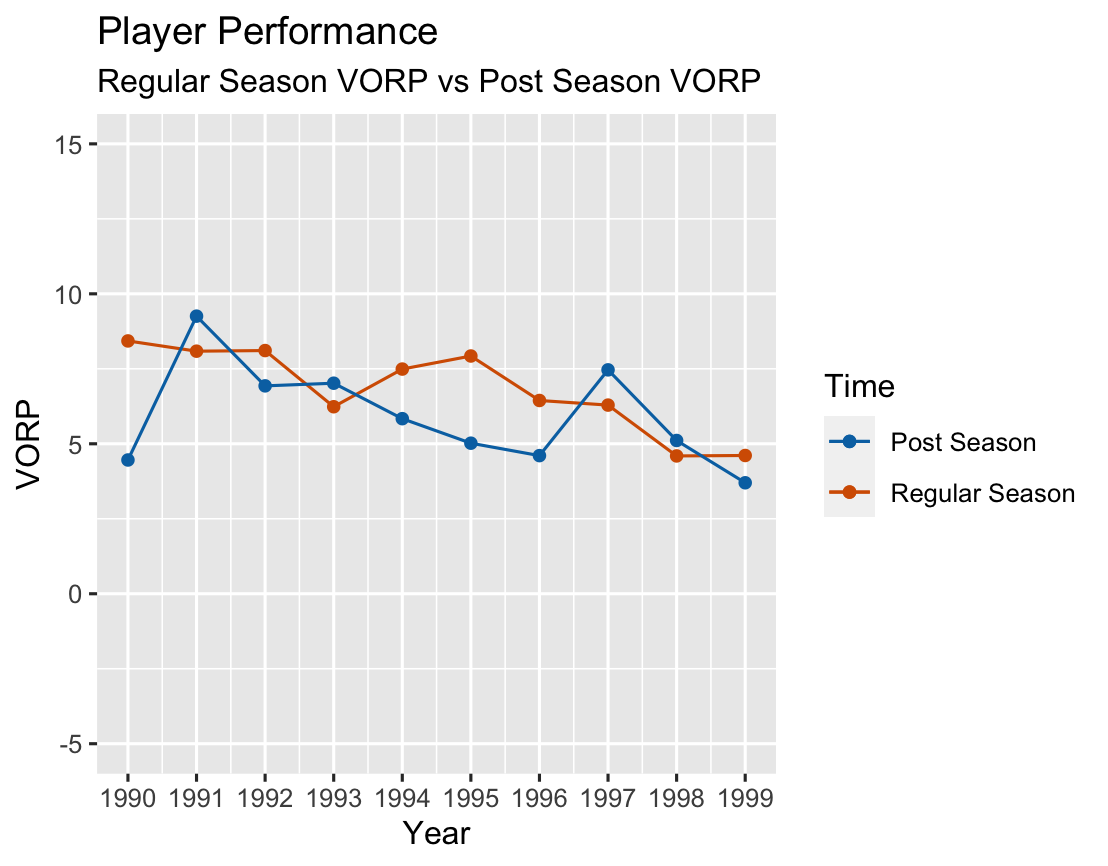 Player Performance
Regular Season VORP vs Post Season VORP
15
10
5
0
-5
VORP
1990 1991 1992 1993 1994 1995 1996 1997 1998 1999
Year
Time
Post Season
Regular Season